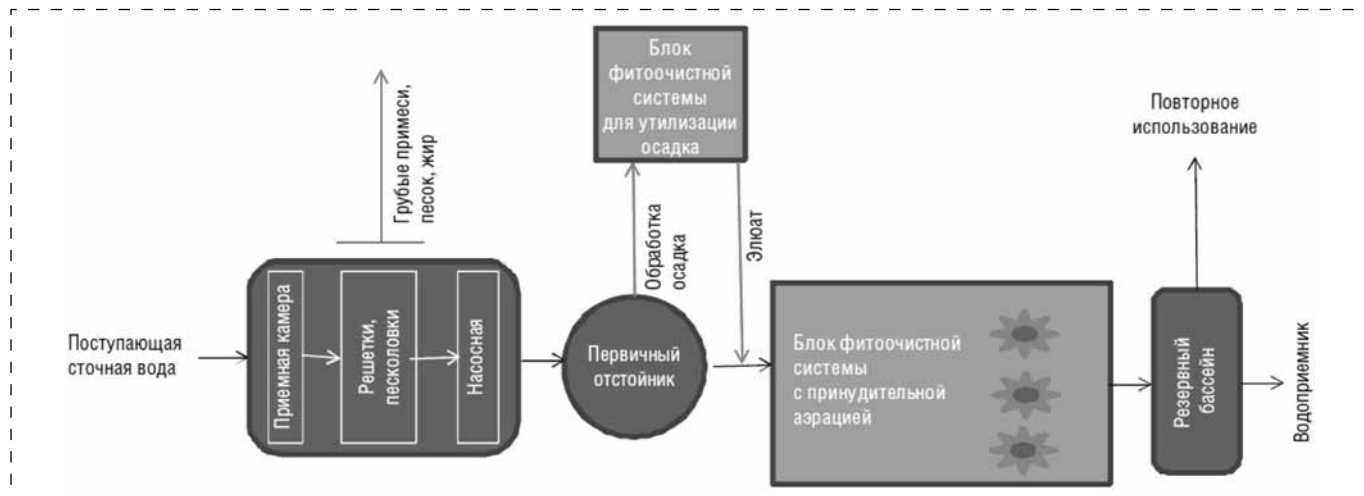 Поступающая
сточная вода
Приемная камера
Решетки,
песколовки
Насосная
Грубые примеси,
песок, жир
Первичный
отстойник
Обработка
осадка
Блок
фитоочистной
системы
для утилизации
осадка
Элюат
Блок фитоочистной
системы
с принудительной
аэрацией
Резервный
бассейн
Повторное
использование
Водоприемник